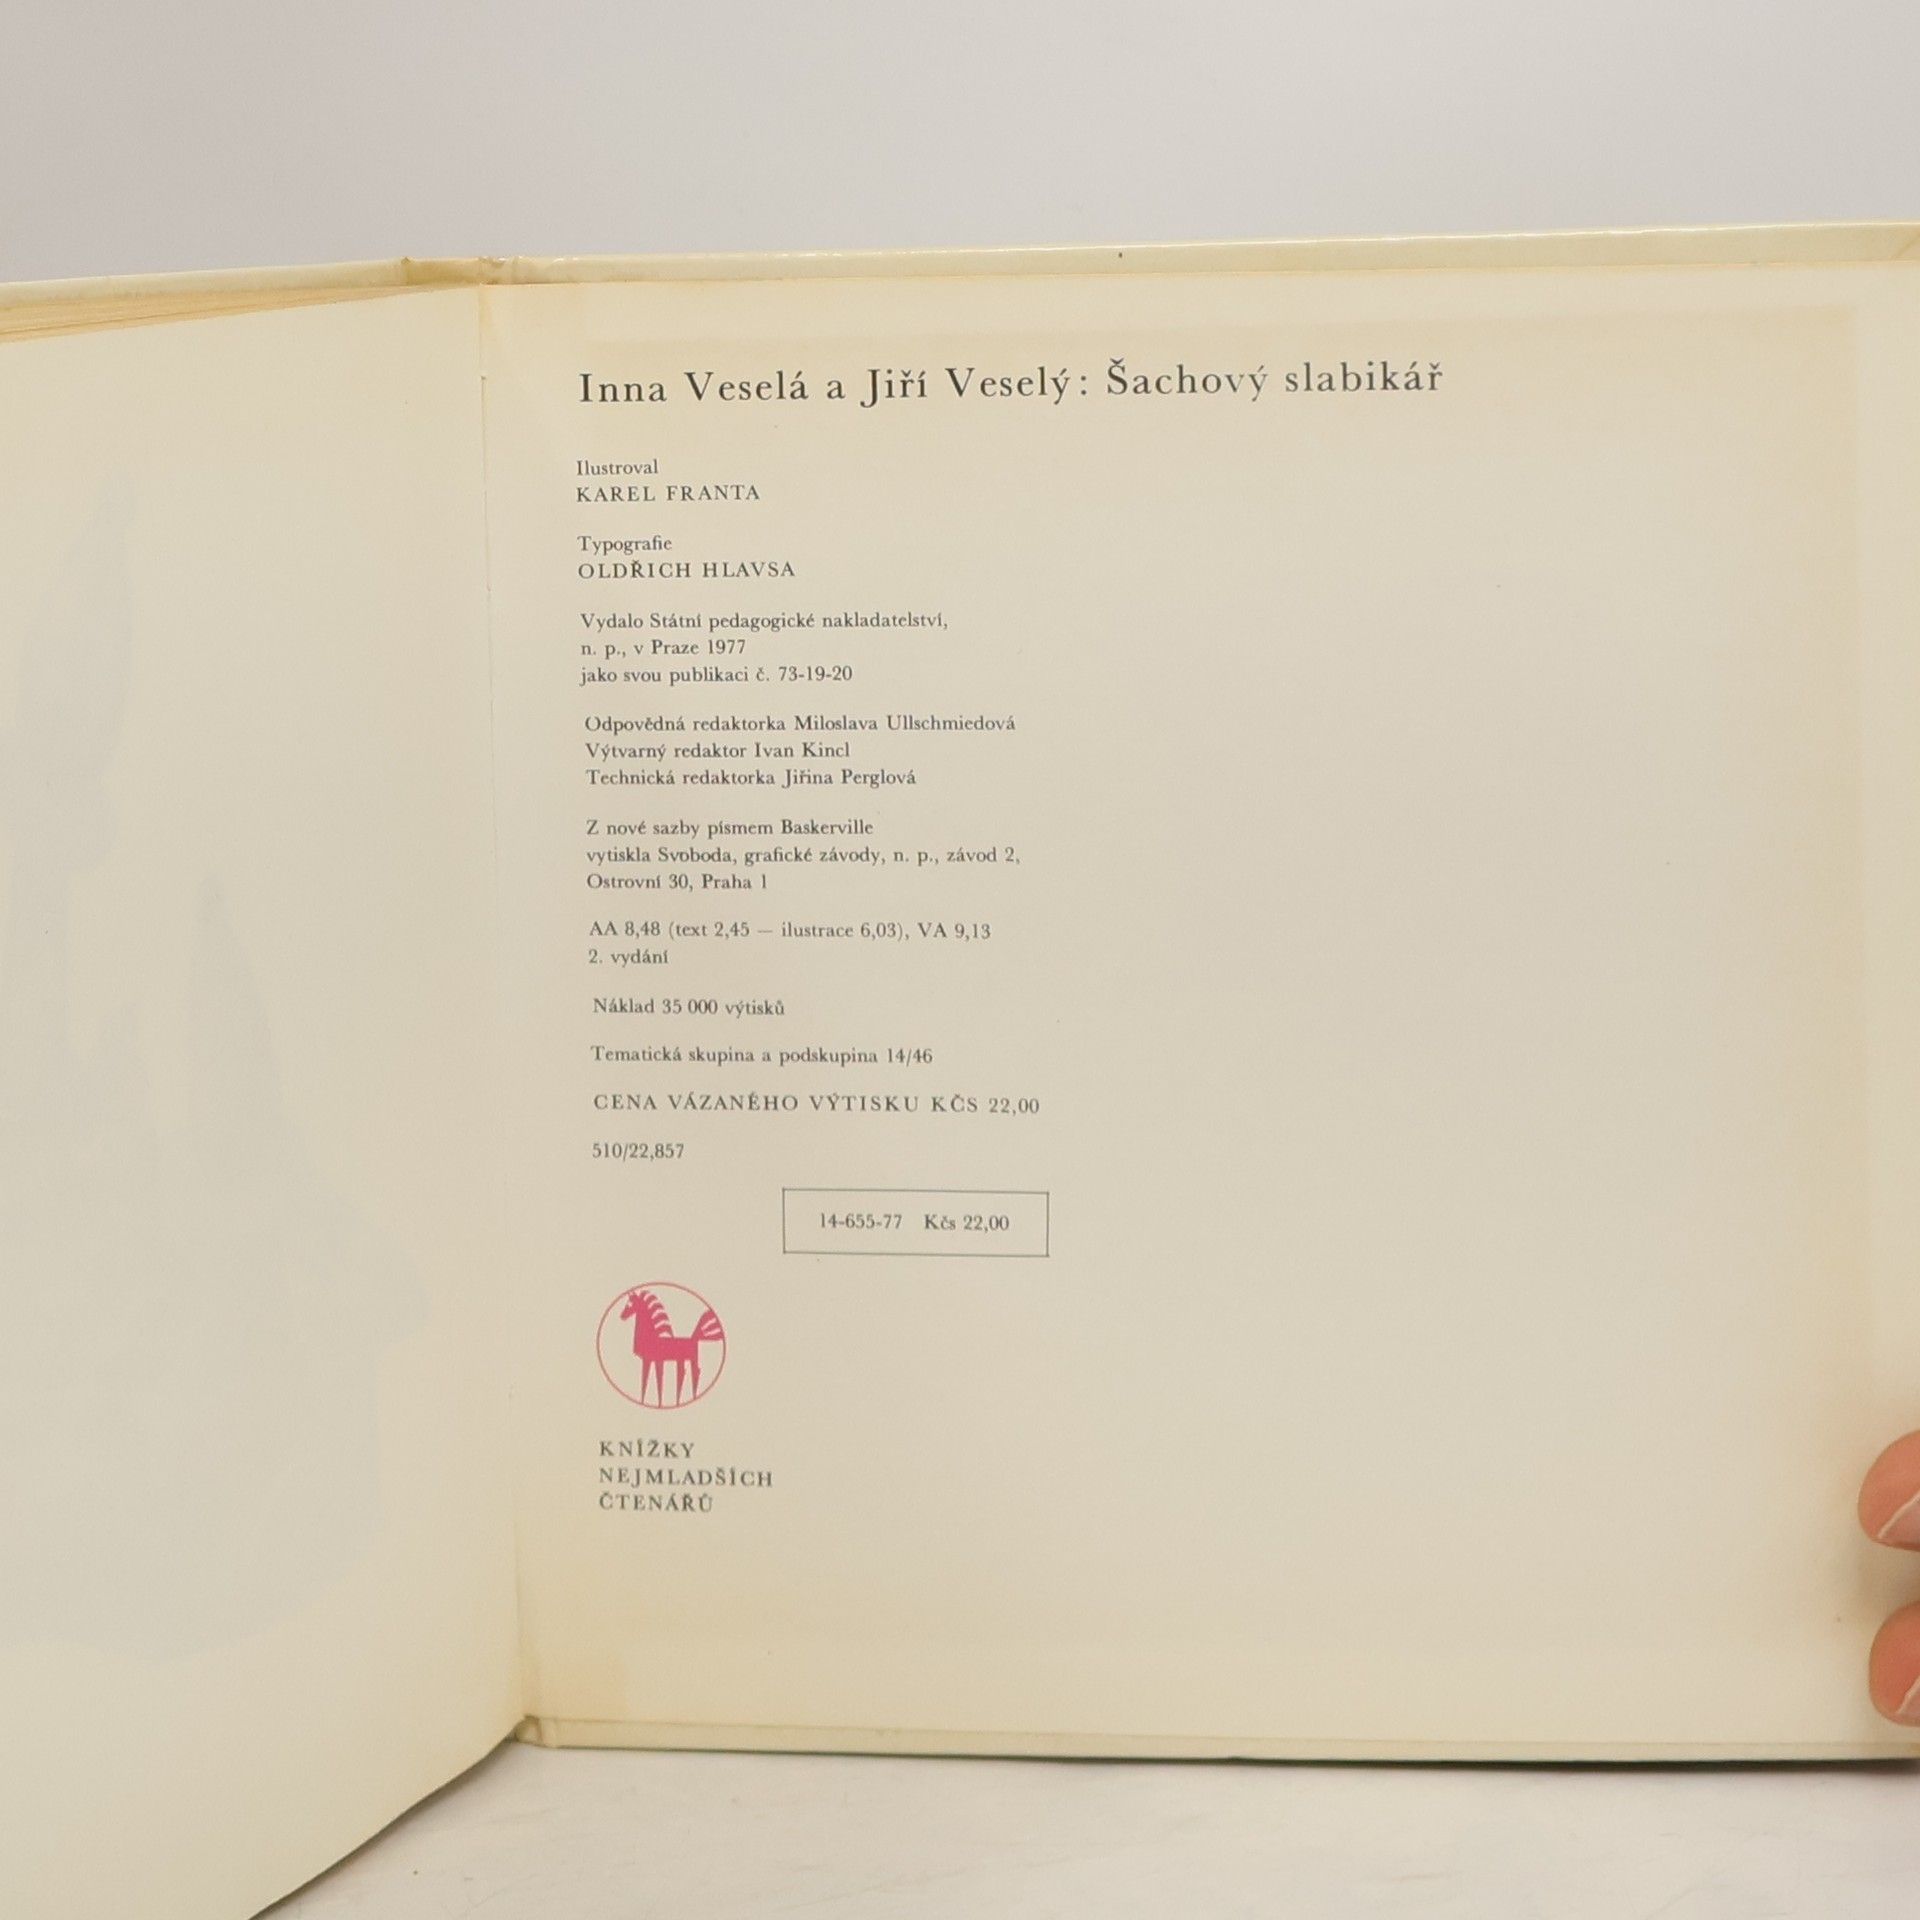 Inna Veselá a Jiří Veselý: Šachový slabikář
Ilustroval
KAREL FRANTA
Typografie
OLDŘICH HLAVSA
Vydalo Státní pedagogické nakladatelství,
n. p., v Praze 1977
jako svou publikaci č. 73-19-20
Odpovědná redaktorka Miloslava Ullschmiedová
Výtvarný redaktor Ivan Kincl
Technická redaktorka Jiřina Perglová
Z nové sazby písmem Baskerville
vytiskla Svoboda, grafické závody, n. p., závod 2,
Ostrovní 30, Praha 1
AA 8,48 (text 2,45 — ilustrace 6,03), VA 9,13
2. vydání
Náklad 35 000 výtisků
Tematická skupina a podskupina 14/46
CENA VÁZANÉHO VÝTISKU KČS 22,00
510/22,857
14-655-77 Kčs 22,00
KNÍŽKY
NEJMLADŠÍCH
ČTENÁŘŮ